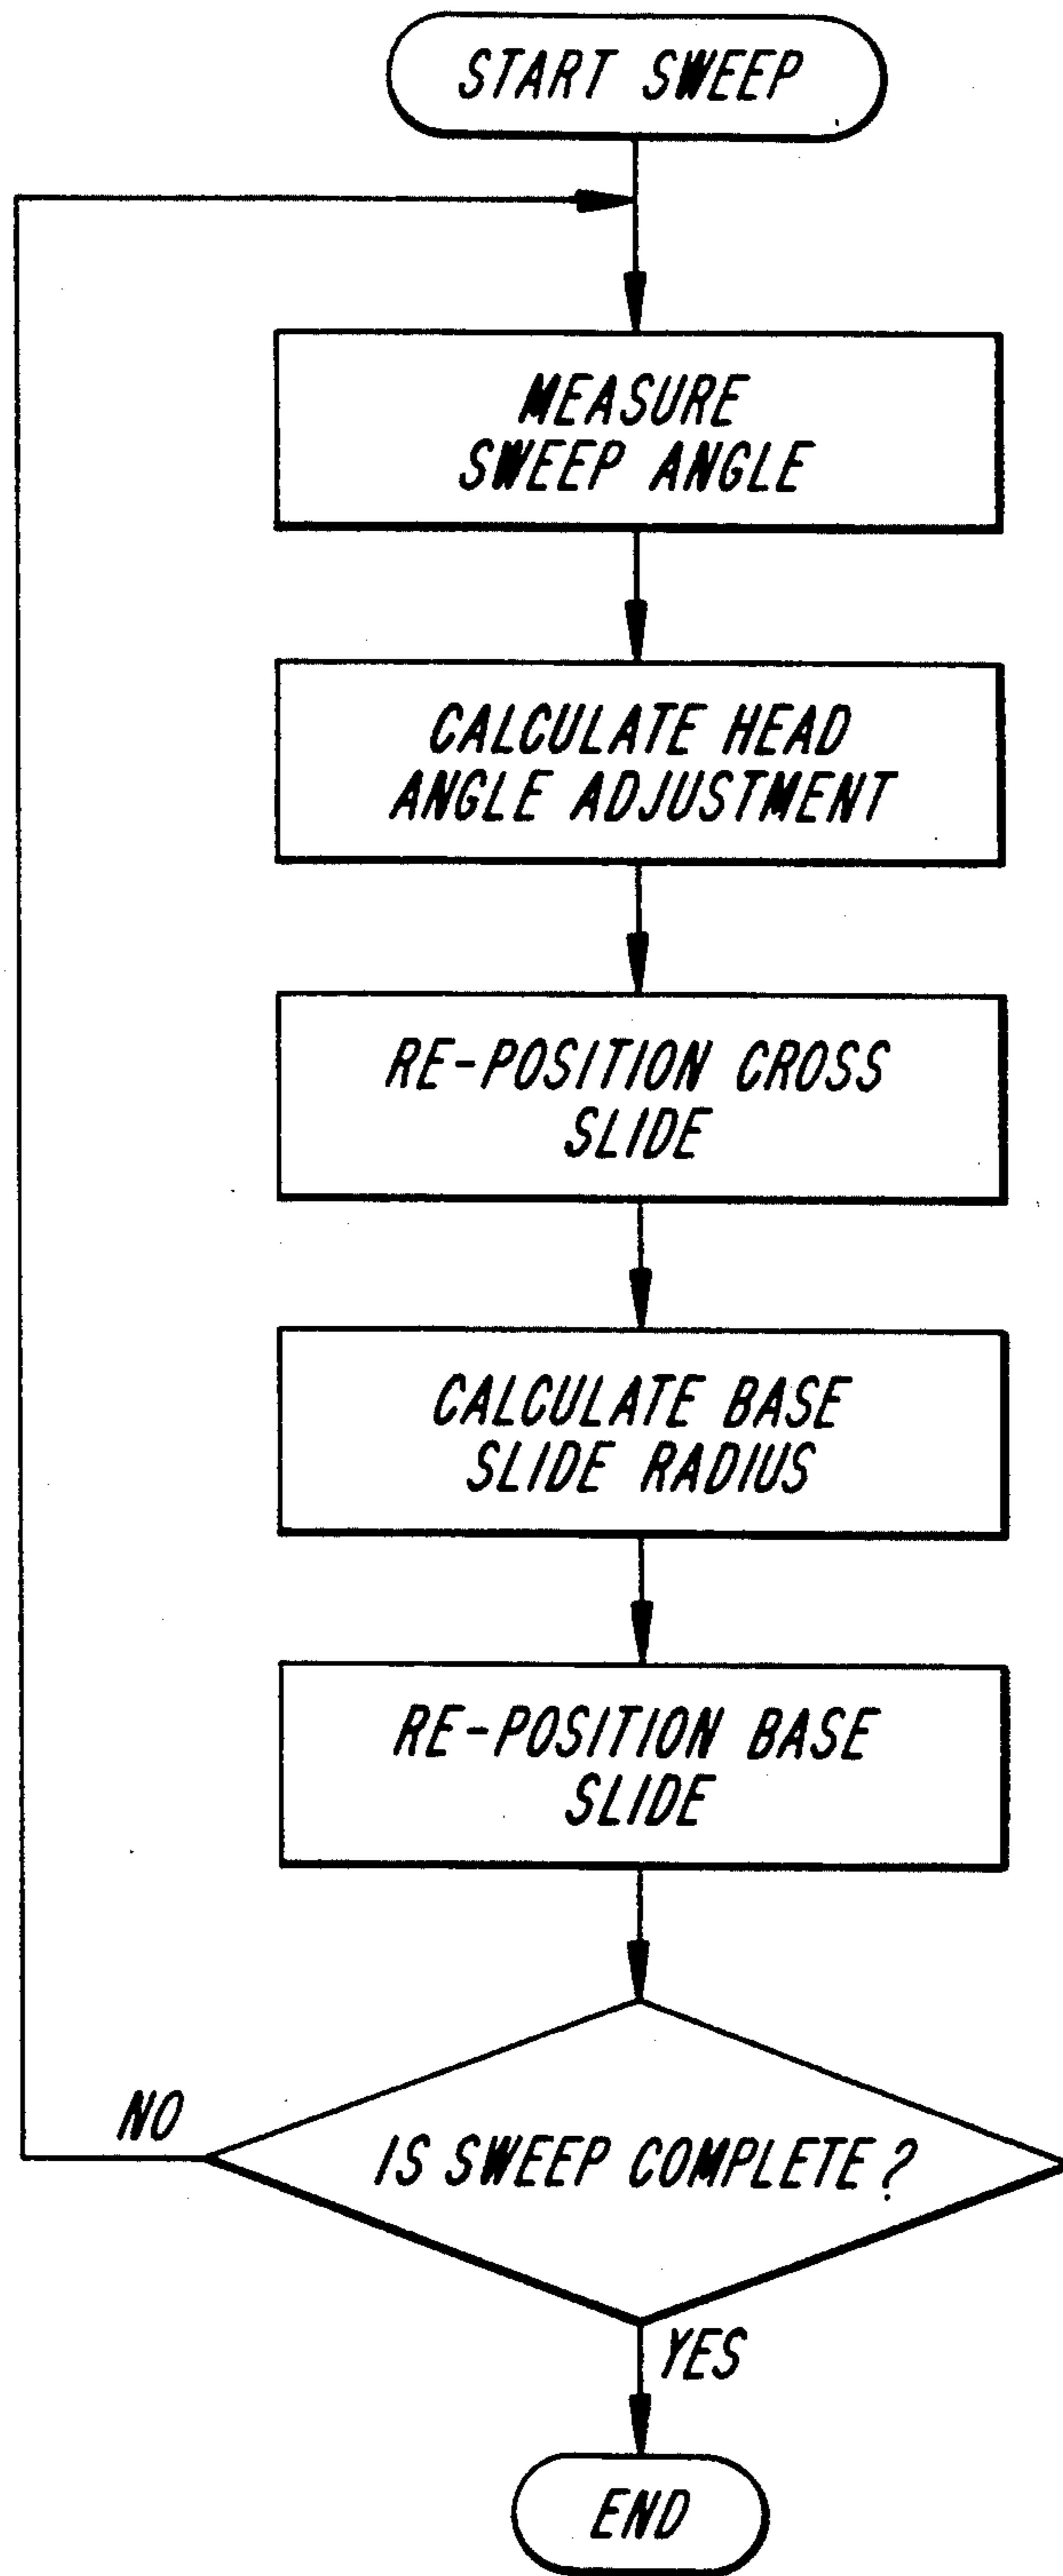 START SWEEP
MEASURE
SWEEP ANGLE
CALCULATE HEAD
ANGLE ADJUSTMENT
RE-POSITION CROSS
SLIDE
CALCULATE BASE
SLIDE RADIUS
RE-POSITION BASE
SLIDE
NO
IS SWEEP COMPLETE?
YES
END